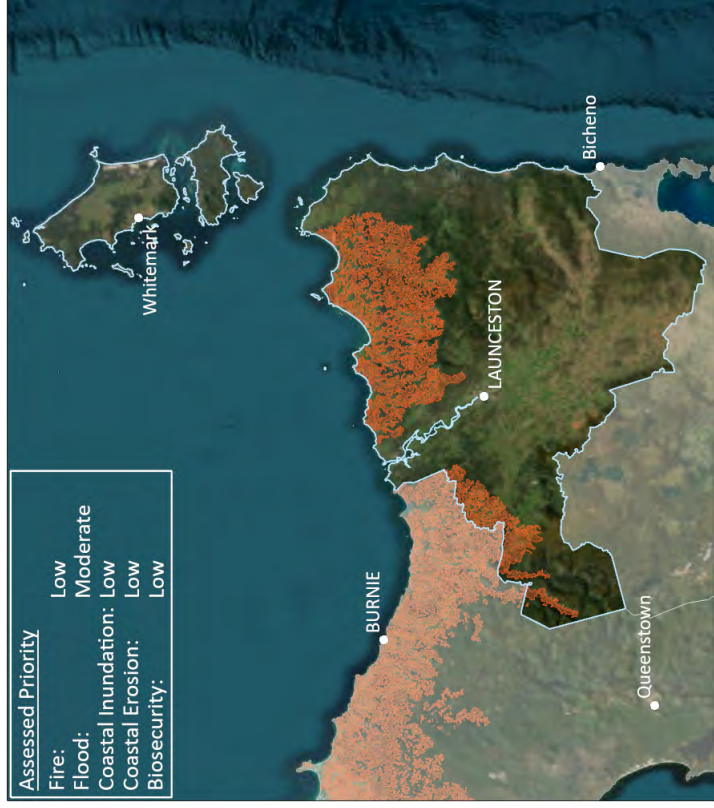 Assessed Priority
Fire: Low
Flood: Moderate
Coastal Inundation: Low
Coastal Erosion: Low
Biosecurity: Low
Whitemark
BURNIE
LAUNCESTON
Bicheno
Queenstown